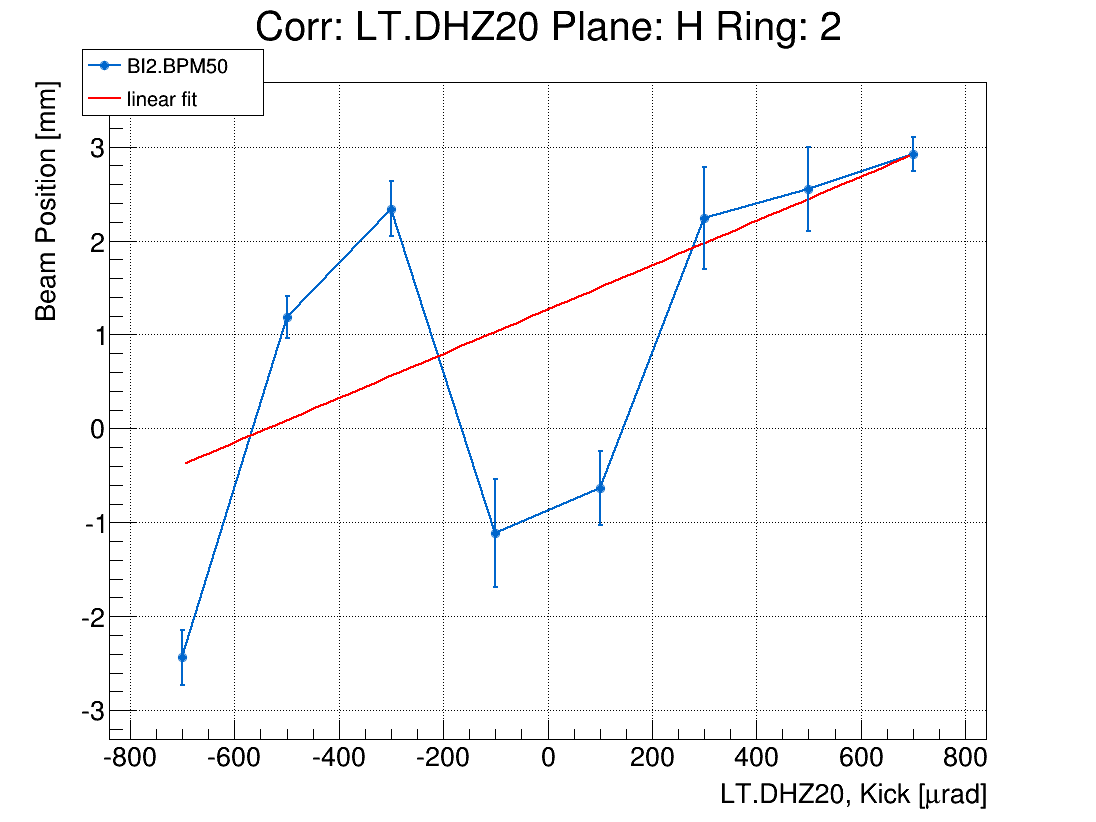 Corr: LT.DHZ20 Plane: H Ring: 2
BI2.BPM50
linear fit
Beam Position [mm]
3
2
1
0
-1
-2
-3
-800 -600 -400 -200 0 200 400 600 800
LT.DHZ20, Kick [μrad]